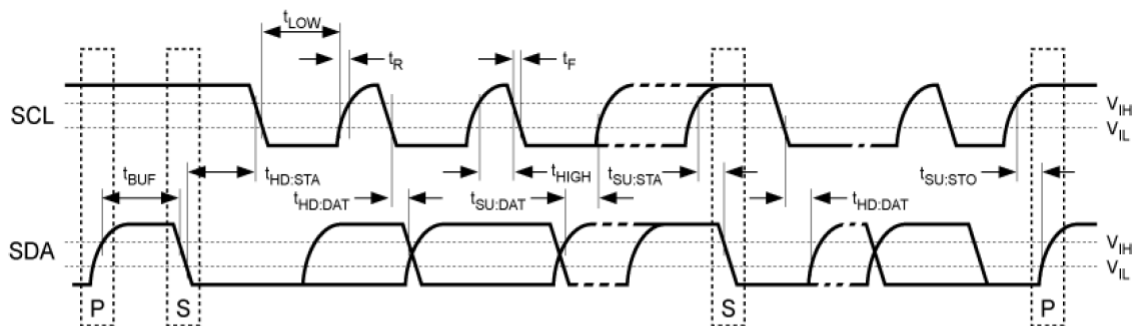 tLOW
tR
tF
SCL
VIH
VIL
tBUF
tHD:STA
tHIGH
tSU:STA
tSU:STO
tHD:DAT
tSU:DAT
tHD:DAT
SDA
VIH
VIL
P
S
S
P